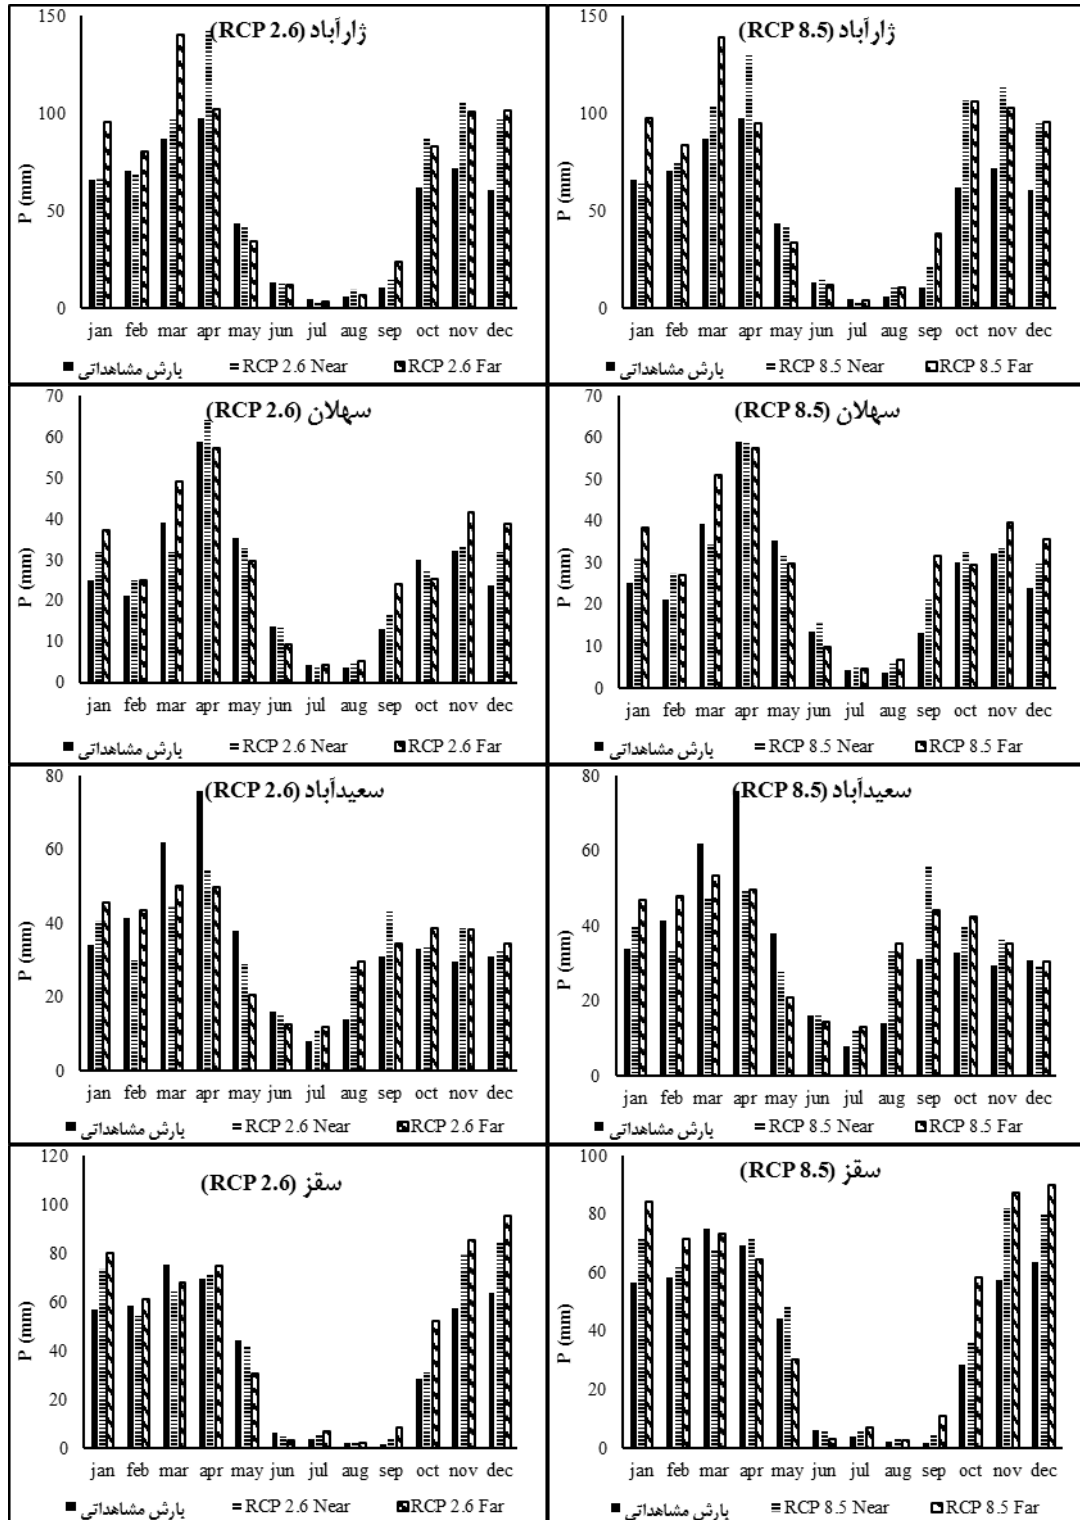 ژارآباد (RCP 2.6)
P (mm)
150
100
50
0
jan feb mar apr may jun jul aug sep oct nov dec
بارش مشاهداتی RCP 2.6 Near RCP 2.6 Far
ژارآباد (RCP 8.5)
P (mm)
150
100
50
0
jan feb mar apr may jun jul aug sep oct nov dec
بارش مشاهداتی RCP 8.5 Near RCP 8.5 Far
سهلان (RCP 2.6)
P (mm)
70
60
50
40
30
20
10
0
jan feb mar apr may jun jul aug sep oct nov dec
بارش مشاهداتی RCP 2.6 Near RCP 2.6 Far
سهلان (RCP 8.5)
P (mm)
70
60
50
40
30
20
10
0
jan feb mar apr may jun jul aug sep oct nov dec
بارش مشاهداتی RCP 8.5 Near RCP 8.5 Far
سعیدآباد (RCP 2.6)
P (mm)
80
60
40
20
0
jan feb mar apr may jun jul aug sep oct nov dec
بارش مشاهداتی RCP 2.6 Near RCP 2.6 Far
سعیدآباد (RCP 8.5)
P (mm)
80
60
40
20
0
jan feb mar apr may jun jul aug sep oct nov dec
بارش مشاهداتی RCP 8.5 Near RCP 8.5 Far
سقز (RCP 2.6)
P (mm)
120
100
80
60
40
20
0
jan feb mar apr may jun jul aug sep oct nov dec
بارش مشاهداتی RCP 2.6 Near RCP 2.6 Far
سقز (RCP 8.5)
P (mm)
100
80
60
40
20
0
jan feb mar apr may jun jul aug sep oct nov dec
بارش مشاهداتی RCP 8.5 Near RCP 8.5 Far